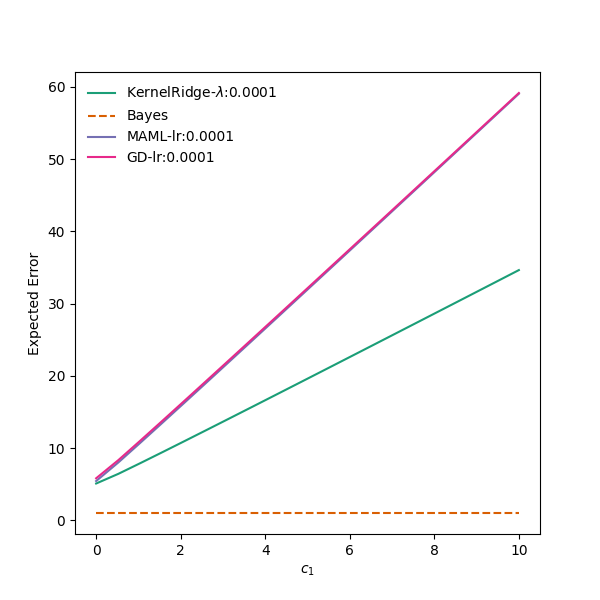 60
50
40
30
20
10
0
Expected Error
KernelRidge-λ:0.0001
Bayes
MAML-lr:0.0001
GD-lr:0.0001
0 2 4 6 8 10
c₁